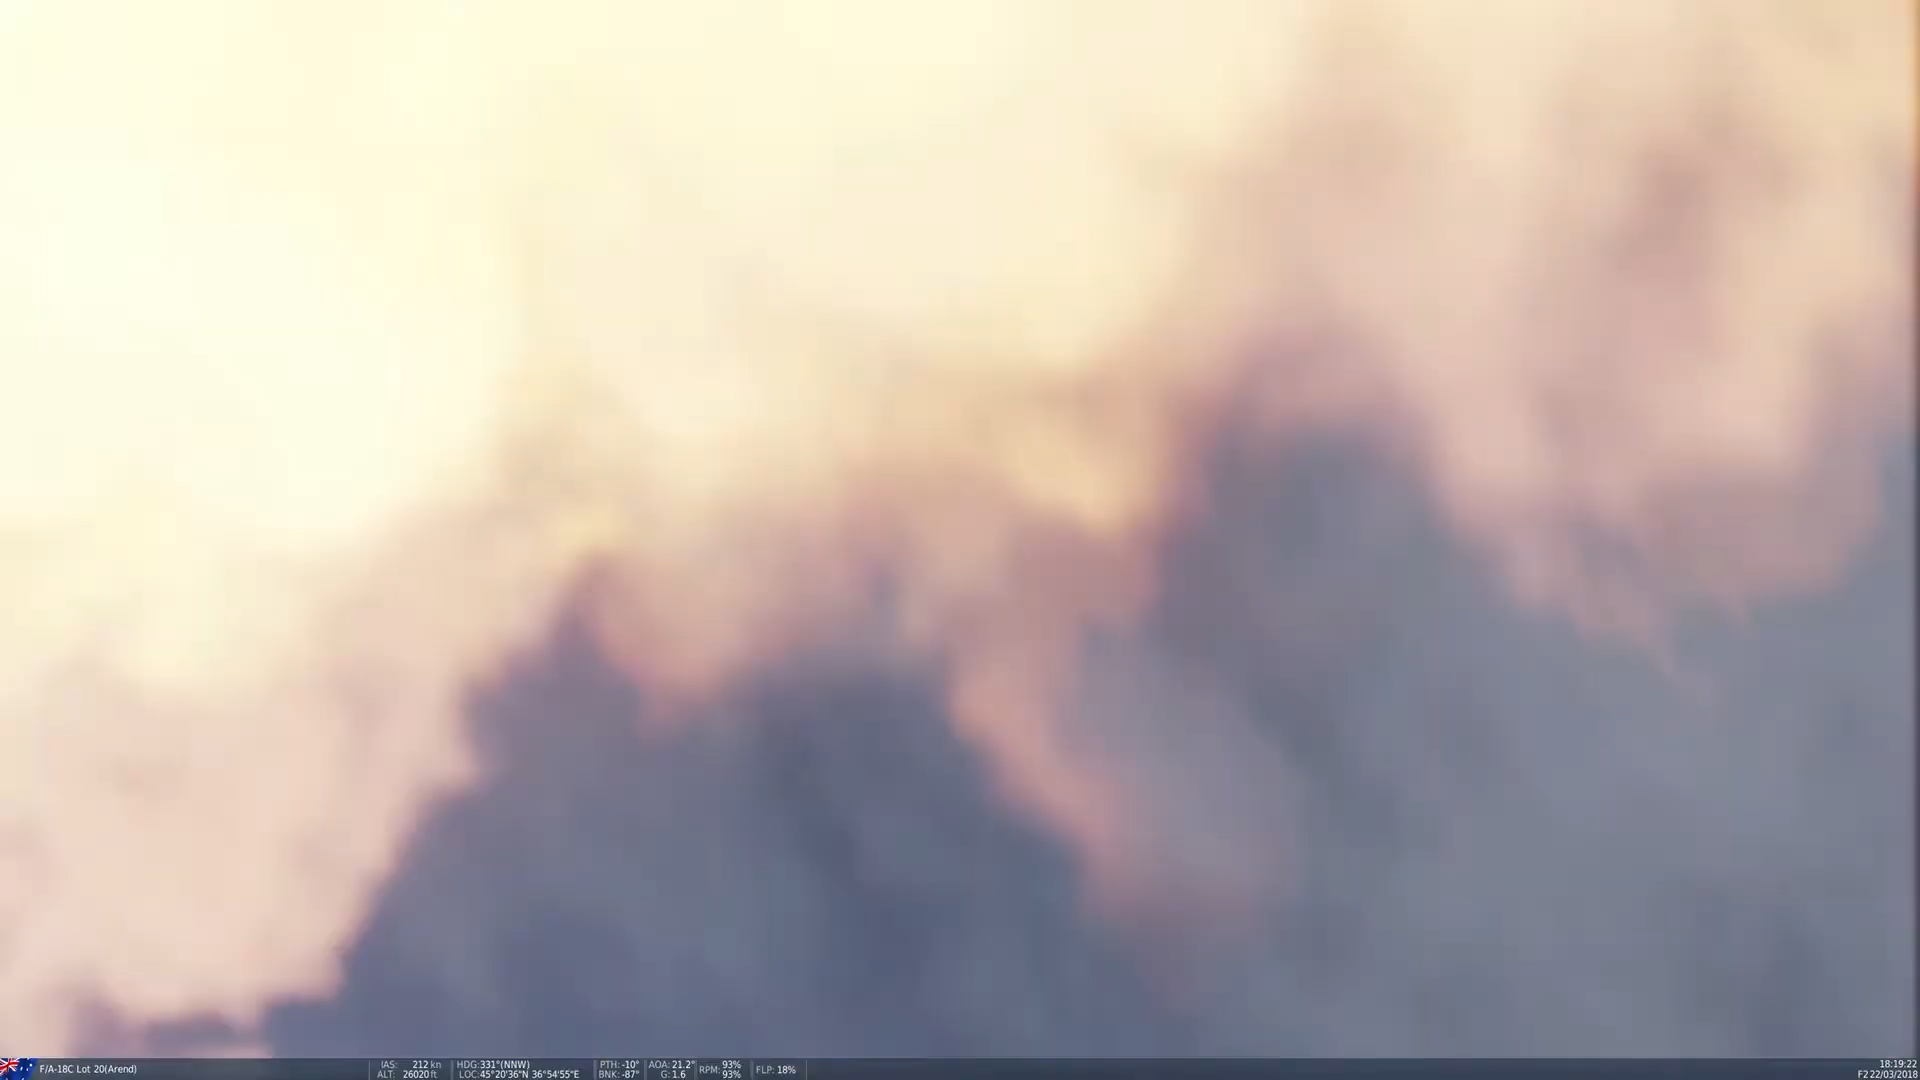 F/A-18C Lot 20(Arend)
IAS: 212 kn
ALT: 26020 ft
HDG:331°(NNW)
LOC:45°20'36"N 36°54'55"E
PTH: -10°
BNK: -87°
AOA: 21.2°
G: 1.6
RPM: 93%
93%
FLP: 18%
18:19:22
F2 22/03/2018